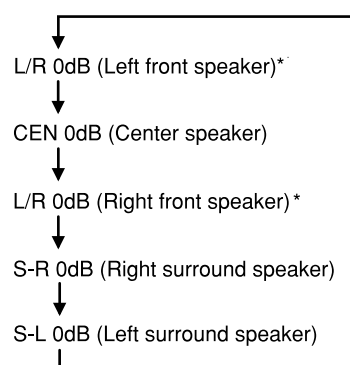 L/R 0dB (Left front speaker)*
CEN 0dB (Center speaker)
L/R 0dB (Right front speaker)*
S-R 0dB (Right surround speaker)
S-L 0dB (Left surround speaker)